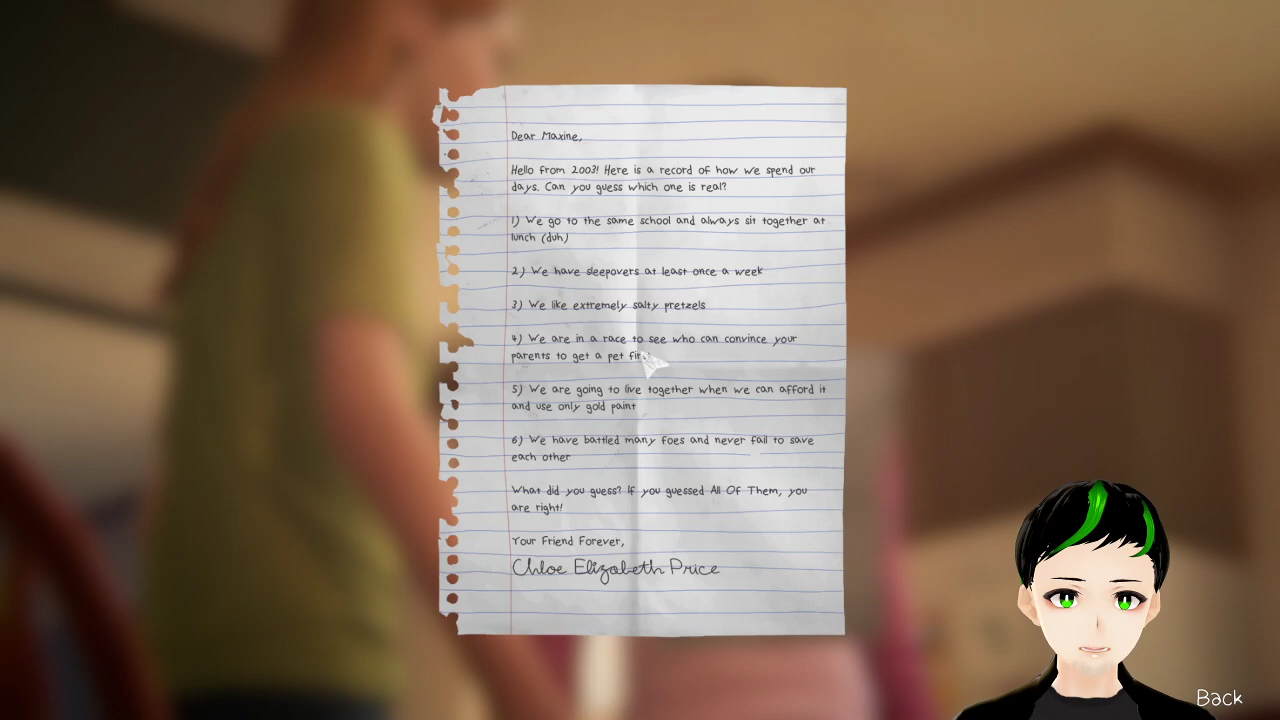 Dear Maxine,
Hello from 2003! Here is a record of how we spend our
days. Can you guess which one is real?
1) We go to the same school and always sit together at
lunch (duh)
2) We have sleepovers at least once a week
3) We like extremely salty pretzels
4) We are in a race to see who can convince your
parents to get a pet
5) We are going to live together when we can afford it
and use only gold paint
6) We have battled many foes and never fail to save
each other
What did you guess? If you guessed All Of Them, you
are right!
Your Friend Forever,
Chloe Elizabeth Price
Back